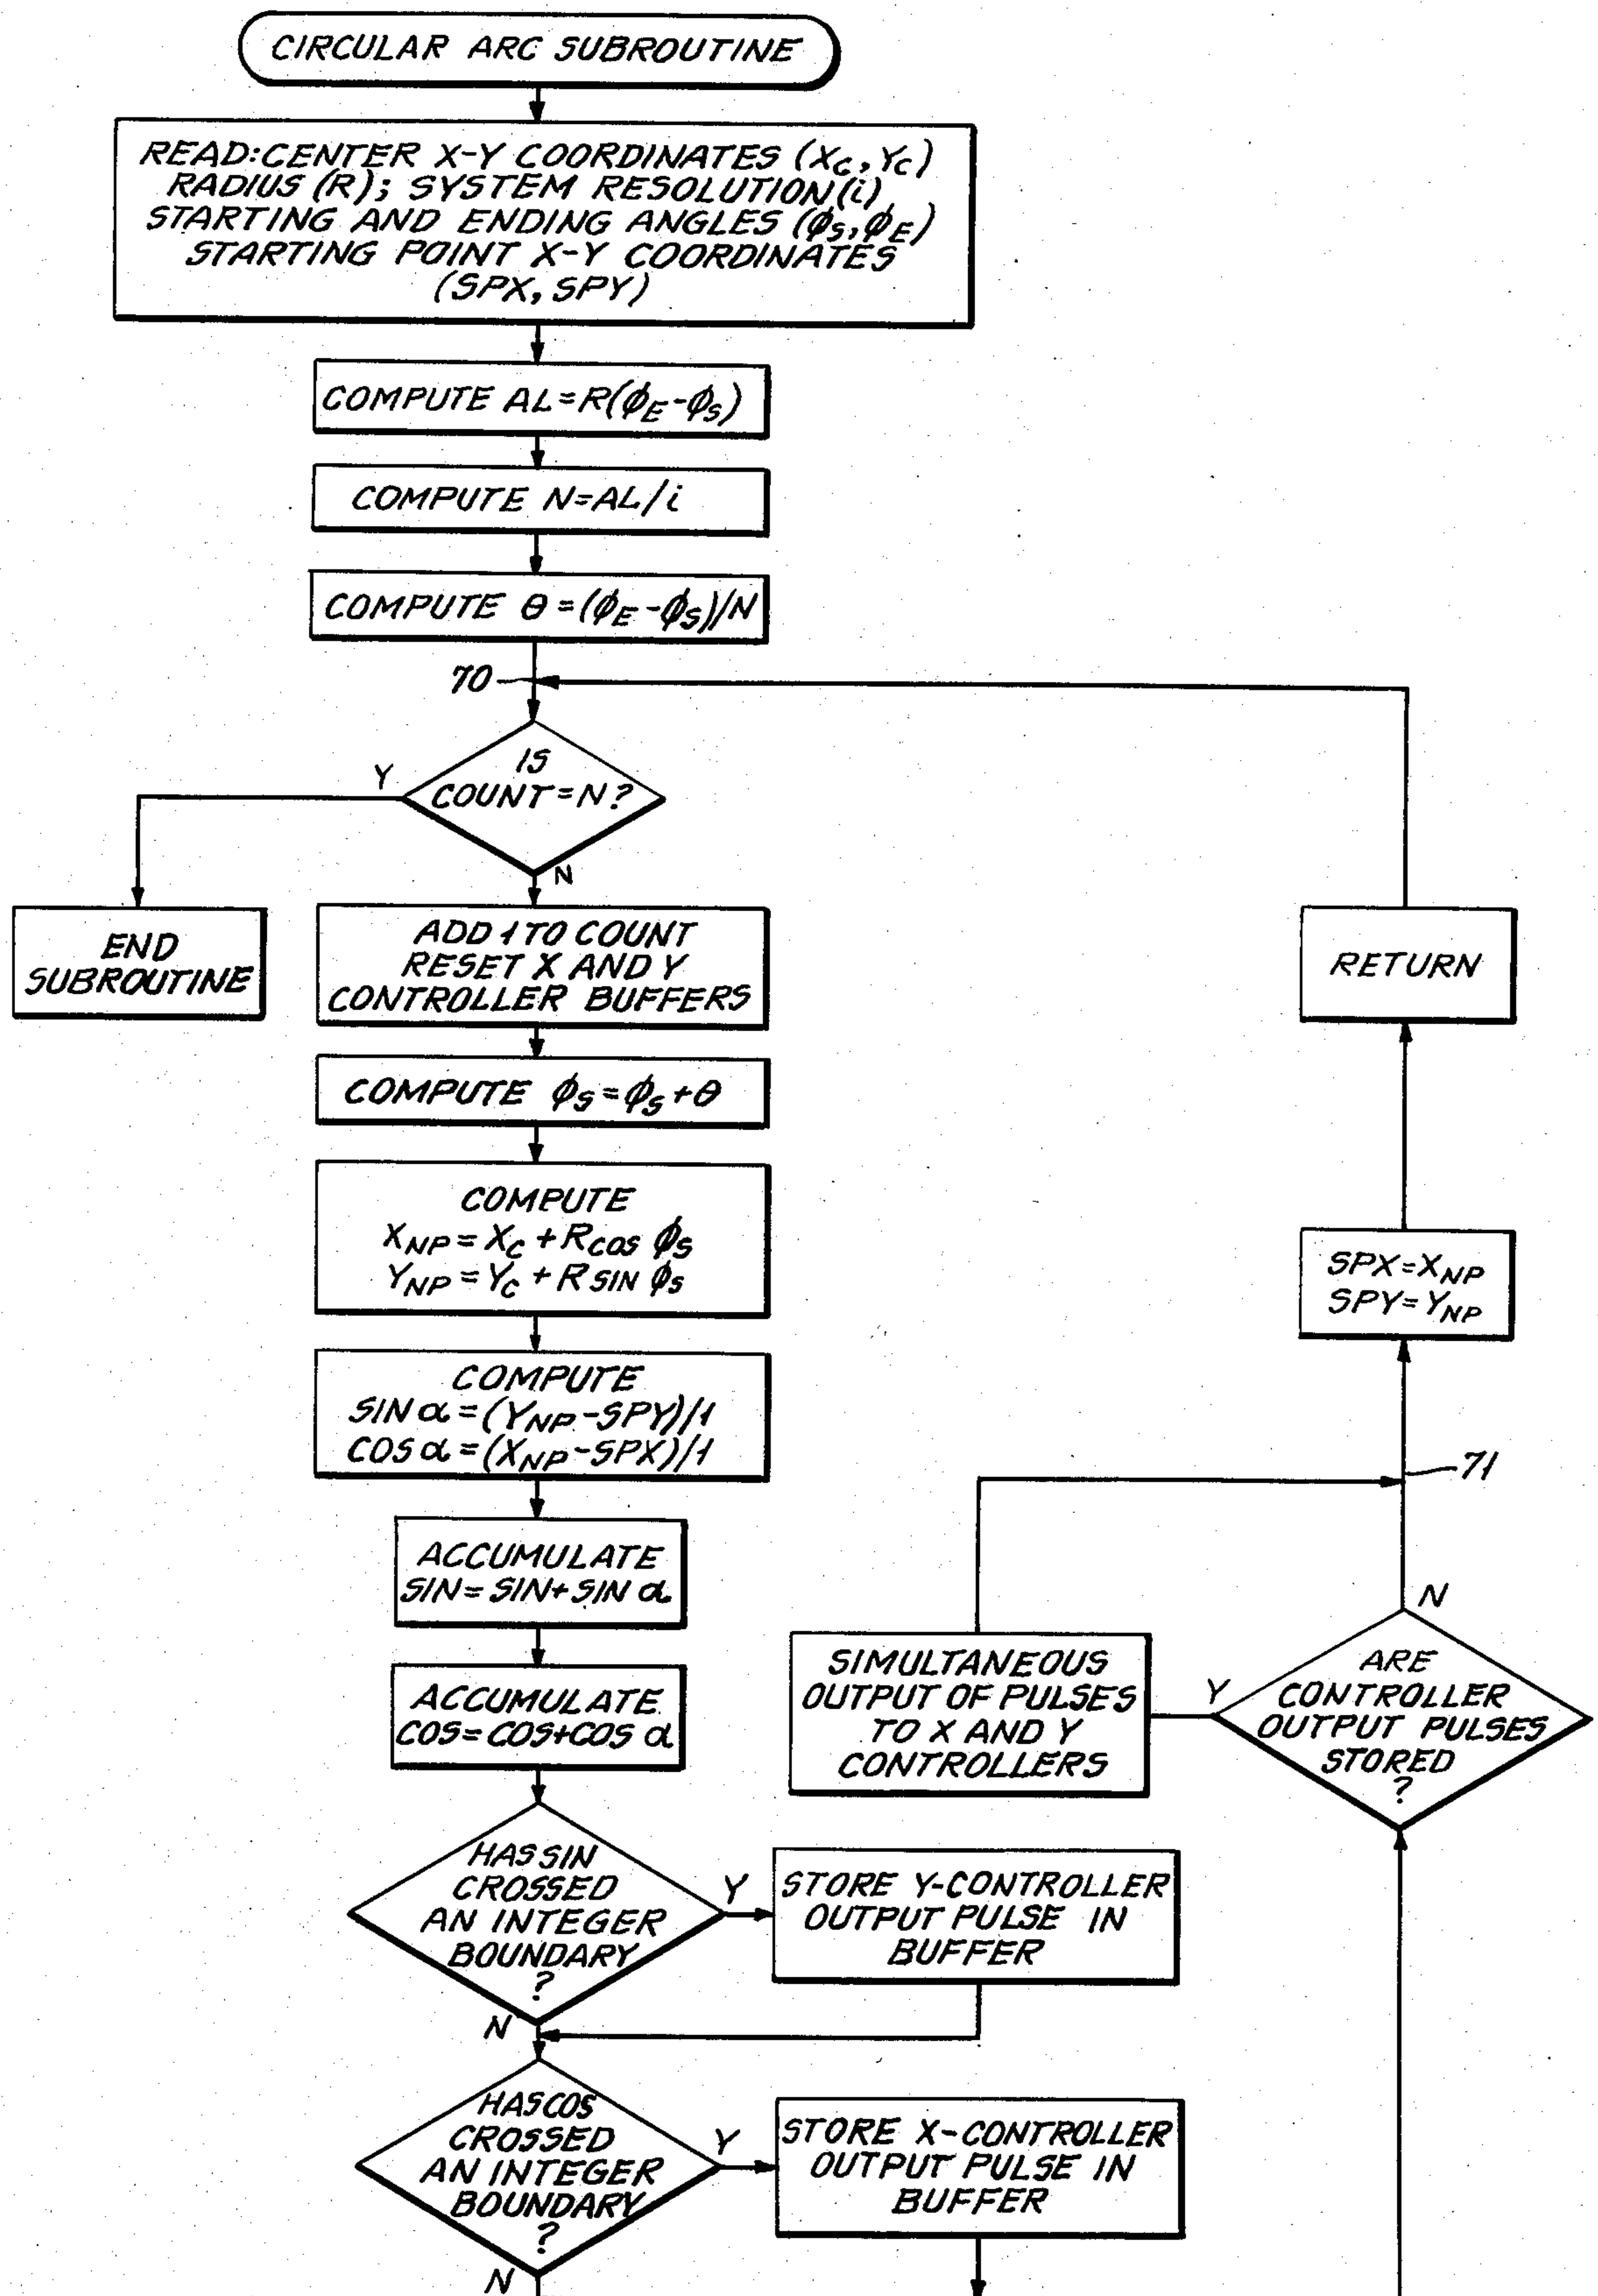 CIRCULAR ARC SUBROUTINE
READ:CENTER X-Y COORDINATES (XC,YC)
RADIUS (R); SYSTEM RESOLUTION(i)
STARTING AND ENDING ANGLES (ϕS,ϕE)
STARTING POINT X-Y COORDINATES
(SPX,SPY)
COMPUTE AL=R(ϕE-ϕS)
COMPUTE N=AL/i
COMPUTE θ=(ϕE-ϕS)/N
70
IS
COUNT=N?
Y
N
END
SUBROUTINE
ADD 1 TO COUNT
RESET X AND Y
CONTROLLER BUFFERS
RETURN
COMPUTE ϕS=ϕS+θ
COMPUTE
XNP=XC+RCOS ϕS
YNP=YC+R SIN ϕS
SPX=XNP
SPY=YNP
COMPUTE
SIN α=(YNP-SPY)/1
COS α=(XNP-SPX)/1
71
ACCUMULATE
SIN=SIN+SIN α
N
ARE
CONTROLLER
OUTPUT PULSES
STORED
?
Y
SIMULTANEOUS
OUTPUT OF PULSES
TO X AND Y
CONTROLLERS
ACCUMULATE
COS=COS+COS α
HAS SIN
CROSSED
AN INTEGER
BOUNDARY
?
Y
STORE Y-CONTROLLER
OUTPUT PULSE IN
BUFFER
N
HAS COS
CROSSED
AN INTEGER
BOUNDARY
?
Y
STORE X-CONTROLLER
OUTPUT PULSE IN
BUFFER
N